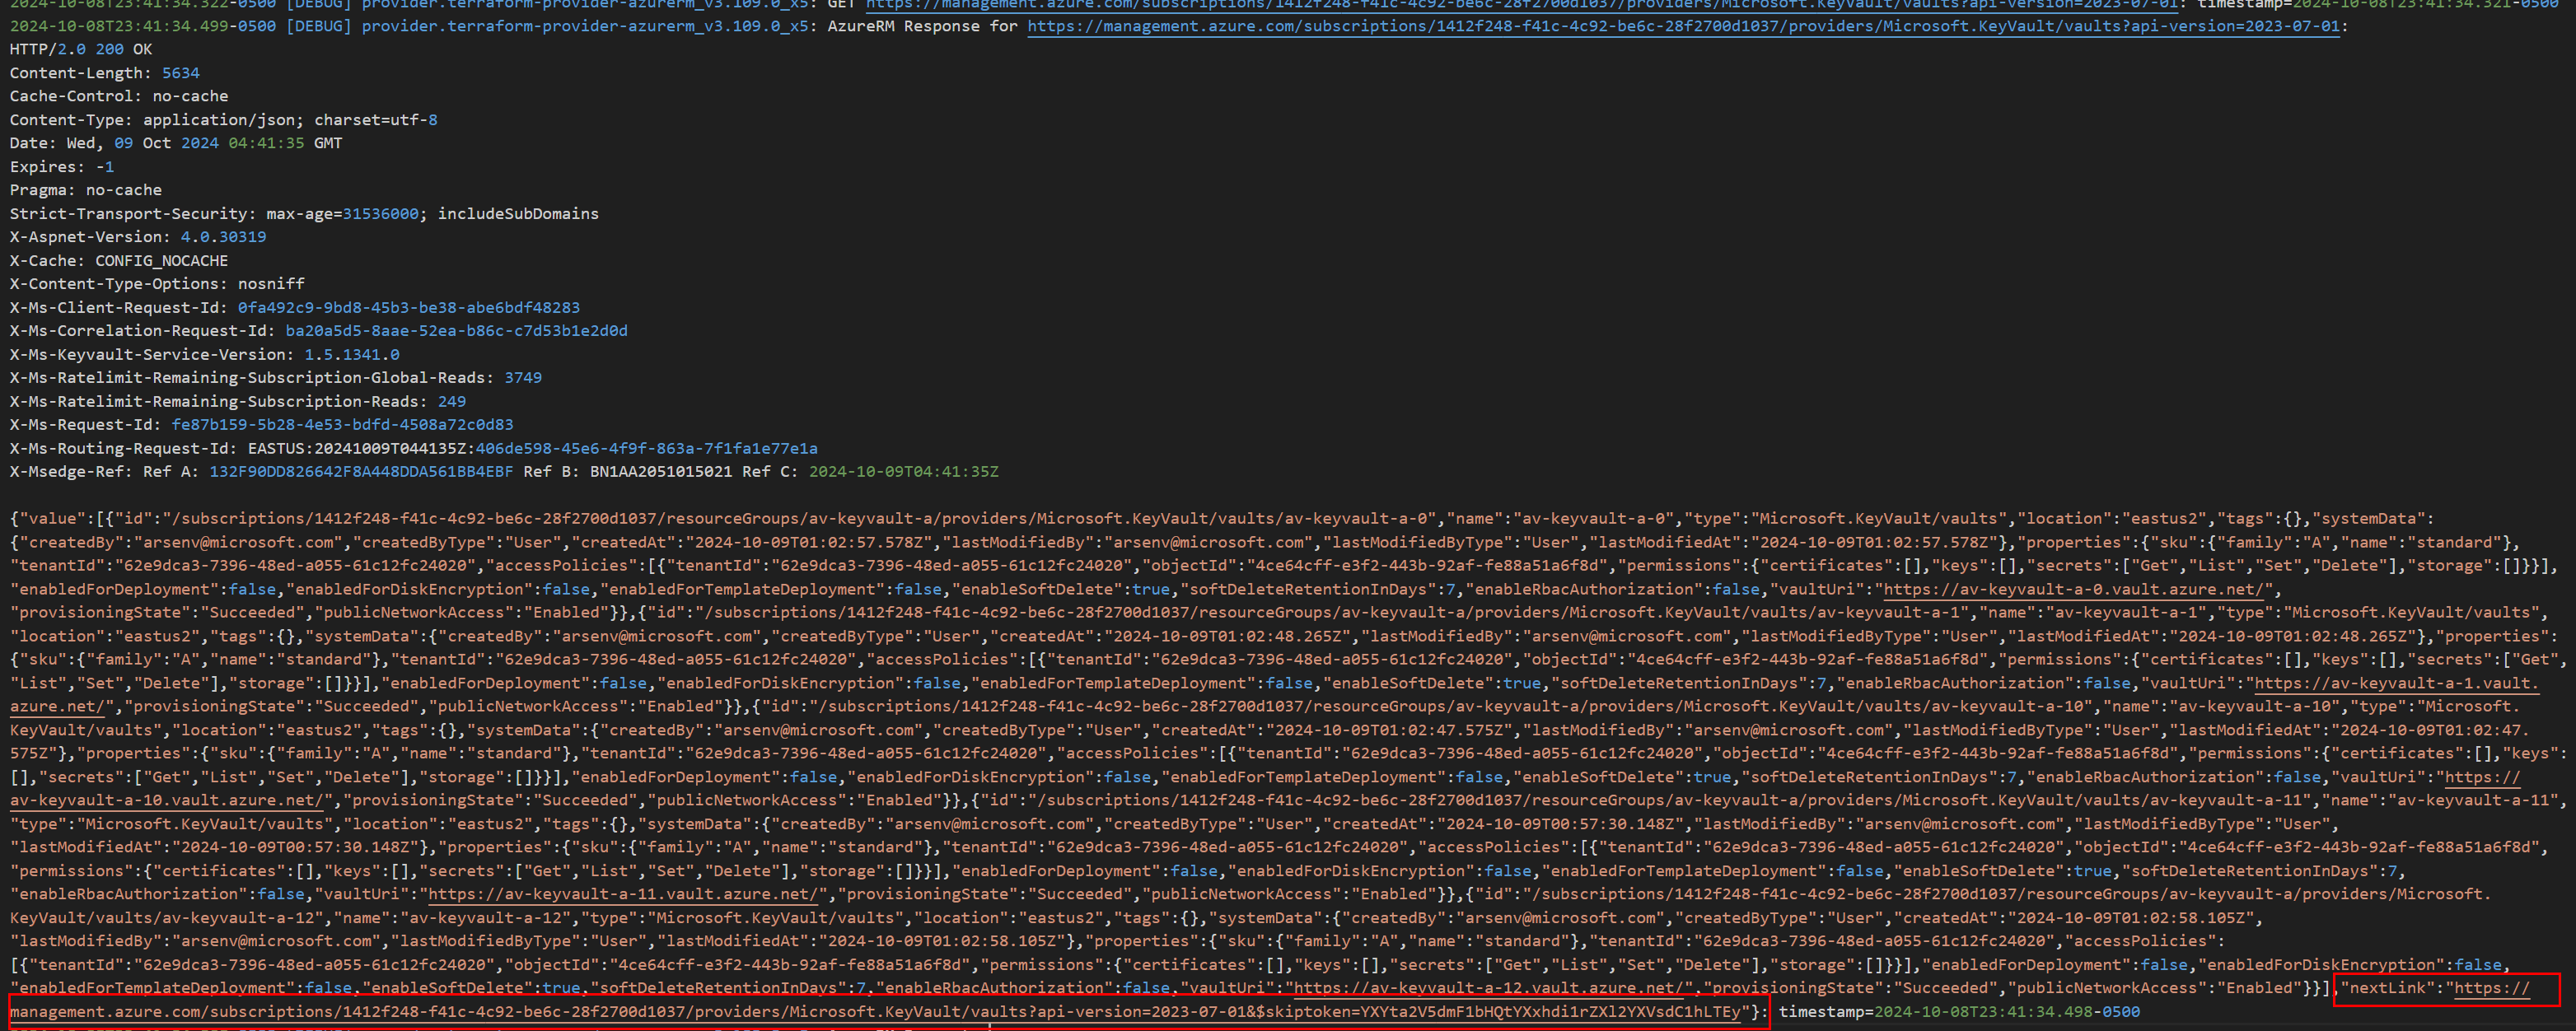 2024-10-08T23:41:34.322-0500 [DEBUG] provider.terraform-provider-azurerm_v3.109.0_x5: GET https://management.azure.com/subscriptions/1412f248-f41c-4c92-be6c-28f2700d1037/providers/Microsoft.KeyVault/vaults?api-version=2023-07-01: timestamp=2024-10-08T23:41:34.321-0500
2024-10-08T23:41:34.499-0500 [DEBUG] provider.terraform-provider-azurerm_v3.109.0_x5: AzureRM Response for https://management.azure.com/subscriptions/1412f248-f41c-4c92-be6c-28f2700d1037/providers/Microsoft.KeyVault/vaults?api-version=2023-07-01:
HTTP/2.0 200 OK
Content-Length: 5634
Cache-Control: no-cache
Content-Type: application/json; charset=utf-8
Date: Wed, 09 Oct 2024 04:41:35 GMT
Expires: -1
Pragma: no-cache
Strict-Transport-Security: max-age=31536000; includeSubDomains
X-Aspnet-Version: 4.0.30319
X-Cache: CONFIG_NOCACHE
X-Content-Type-Options: nosniff
X-Ms-Client-Request-Id: 0fa492c9-9bd8-45b3-be38-abe6bdf48283
X-Ms-Correlation-Request-Id: ba20a5d5-8aae-52ea-b86c-c7d53b1e2d0d
X-Ms-Keyvault-Service-Version: 1.5.1341.0
X-Ms-Ratelimit-Remaining-Subscription-Global-Reads: 3749
X-Ms-Ratelimit-Remaining-Subscription-Reads: 249
X-Ms-Request-Id: fe87b159-5b28-4e53-bdfd-4508a72c0d83
X-Ms-Routing-Request-Id: EASTUS:20241009T044135Z:406de598-45e6-4f9f-863a-7f1fa1e77e1a
X-Msedge-Ref: Ref A: 132F90DD826642F8A448DDA561BB4EBF Ref B: BN1AA2051015021 Ref C: 2024-10-09T04:41:35Z
{"value":[{"id":"/subscriptions/1412f248-f41c-4c92-be6c-28f2700d1037/resourceGroups/av-keyvault-a/providers/Microsoft.KeyVault/vaults/av-keyvault-a-0","name":"av-keyvault-a-0","type":"Microsoft.KeyVault/vaults","location":"eastus2","tags":{},"systemData":
{"createdBy":"arsenv@microsoft.com","createdByType":"User","createdAt":"2024-10-09T01:02:57.578Z","lastModifiedBy":"arsenv@microsoft.com","lastModifiedByType":"User","lastModifiedAt":"2024-10-09T01:02:57.578Z"},"properties":{"sku":{"family":"A","name":"standard"},
"tenantId":"62e9dca3-7396-48ed-a055-61c12fc24020","accessPolicies":[{"tenantId":"62e9dca3-7396-48ed-a055-61c12fc24020","objectId":"4ce64cff-e3f2-443b-92af-fe88a51a6f8d","permissions":{"certificates":[],"keys":[],"secrets":["Get","List","Set","Delete"],"storage":[]}}],
"enabledForDeployment":false,"enabledForDiskEncryption":false,"enabledForTemplateDeployment":false,"enableSoftDelete":true,"softDeleteRetentionInDays":7,"enableRbacAuthorization":false,"vaultUri":"https://av-keyvault-a-0.vault.azure.net/",
"provisioningState":"Succeeded","publicNetworkAccess":"Enabled"}},{"id":"/subscriptions/1412f248-f41c-4c92-be6c-28f2700d1037/resourceGroups/av-keyvault-a/providers/Microsoft.KeyVault/vaults/av-keyvault-a-1","name":"av-keyvault-a-1","type":"Microsoft.KeyVault/vaults",
"location":"eastus2","tags":{},"systemData":{"createdBy":"arsenv@microsoft.com","createdByType":"User","createdAt":"2024-10-09T01:02:48.265Z","lastModifiedBy":"arsenv@microsoft.com","lastModifiedByType":"User","lastModifiedAt":"2024-10-09T01:02:48.265Z"},"properties":
{"sku":{"family":"A","name":"standard"},"tenantId":"62e9dca3-7396-48ed-a055-61c12fc24020","accessPolicies":[{"tenantId":"62e9dca3-7396-48ed-a055-61c12fc24020","objectId":"4ce64cff-e3f2-443b-92af-fe88a51a6f8d","permissions":{"certificates":[],"keys":[],"secrets":["Get",
"List","Set","Delete"],"storage":[]}}],"enabledForDeployment":false,"enabledForDiskEncryption":false,"enabledForTemplateDeployment":false,"enableSoftDelete":true,"softDeleteRetentionInDays":7,"enableRbacAuthorization":false,"vaultUri":"https://av-keyvault-a-1.vault.
azure.net/","provisioningState":"Succeeded","publicNetworkAccess":"Enabled"}},{"id":"/subscriptions/1412f248-f41c-4c92-be6c-28f2700d1037/resourceGroups/av-keyvault-a/providers/Microsoft.KeyVault/vaults/av-keyvault-a-10","name":"av-keyvault-a-10","type":"Microsoft.
KeyVault/vaults","location":"eastus2","tags":{},"systemData":{"createdBy":"arsenv@microsoft.com","createdByType":"User","createdAt":"2024-10-09T01:02:47.575Z","lastModifiedBy":"arsenv@microsoft.com","lastModifiedByType":"User","lastModifiedAt":"2024-10-09T01:02:47.
575Z"},"properties":{"sku":{"family":"A","name":"standard"},"tenantId":"62e9dca3-7396-48ed-a055-61c12fc24020","accessPolicies":[{"tenantId":"62e9dca3-7396-48ed-a055-61c12fc24020","objectId":"4ce64cff-e3f2-443b-92af-fe88a51a6f8d","permissions":{"certificates":[],"keys":
[],"secrets":["Get","List","Set","Delete"],"storage":[]}}],"enabledForDeployment":false,"enabledForDiskEncryption":false,"enabledForTemplateDeployment":false,"enableSoftDelete":true,"softDeleteRetentionInDays":7,"enableRbacAuthorization":false,"vaultUri":"https://
av-keyvault-a-10.vault.azure.net/","provisioningState":"Succeeded","publicNetworkAccess":"Enabled"}},{"id":"/subscriptions/1412f248-f41c-4c92-be6c-28f2700d1037/resourceGroups/av-keyvault-a/providers/Microsoft.KeyVault/vaults/av-keyvault-a-11","name":"av-keyvault-a-11",
"type":"Microsoft.KeyVault/vaults","location":"eastus2","tags":{},"systemData":{"createdBy":"arsenv@microsoft.com","createdByType":"User","createdAt":"2024-10-09T00:57:30.148Z","lastModifiedBy":"arsenv@microsoft.com","lastModifiedByType":"User",
"lastModifiedAt":"2024-10-09T00:57:30.148Z"},"properties":{"sku":{"family":"A","name":"standard"},"tenantId":"62e9dca3-7396-48ed-a055-61c12fc24020","accessPolicies":[{"tenantId":"62e9dca3-7396-48ed-a055-61c12fc24020","objectId":"4ce64cff-e3f2-443b-92af-fe88a51a6f8d",
"permissions":{"certificates":[],"keys":[],"secrets":["Get","List","Set","Delete"],"storage":[]}}],"enabledForDeployment":false,"enabledForDiskEncryption":false,"enabledForTemplateDeployment":false,"enableSoftDelete":true,"softDeleteRetentionInDays":7,
"enableRbacAuthorization":false,"vaultUri":"https://av-keyvault-a-11.vault.azure.net/","provisioningState":"Succeeded","publicNetworkAccess":"Enabled"}},{"id":"/subscriptions/1412f248-f41c-4c92-be6c-28f2700d1037/resourceGroups/av-keyvault-a/providers/Microsoft.
KeyVault/vaults/av-keyvault-a-12","name":"av-keyvault-a-12","type":"Microsoft.KeyVault/vaults","location":"eastus2","tags":{},"systemData":{"createdBy":"arsenv@microsoft.com","createdByType":"User","createdAt":"2024-10-09T01:02:58.105Z",
"lastModifiedBy":"arsenv@microsoft.com","lastModifiedByType":"User","lastModifiedAt":"2024-10-09T01:02:58.105Z"},"properties":{"sku":{"family":"A","name":"standard"},"tenantId":"62e9dca3-7396-48ed-a055-61c12fc24020","accessPolicies":
[{"tenantId":"62e9dca3-7396-48ed-a055-61c12fc24020","objectId":"4ce64cff-e3f2-443b-92af-fe88a51a6f8d","permissions":{"certificates":[],"keys":[],"secrets":["Get","List","Set","Delete"],"storage":[]}}],"enabledForDeployment":false,"enabledForDiskEncryption":false,
"enabledForTemplateDeployment":false,"enableSoftDelete":true,"softDeleteRetentionInDays":7,"enableRbacAuthorization":false,"vaultUri":"https://av-keyvault-a-12.vault.azure.net/","provisioningState":"Succeeded","publicNetworkAccess":"Enabled"}}],"nextLink":"https://
management.azure.com/subscriptions/1412f248-f41c-4c92-be6c-28f2700d1037/providers/Microsoft.KeyVault/vaults?api-version=2023-07-01&$skiptoken=YXYta2V5dmF1bHQtYXxhdi1rZXl2YXVsdC1hLTEy"}: timestamp=2024-10-08T23:41:34.498-0500